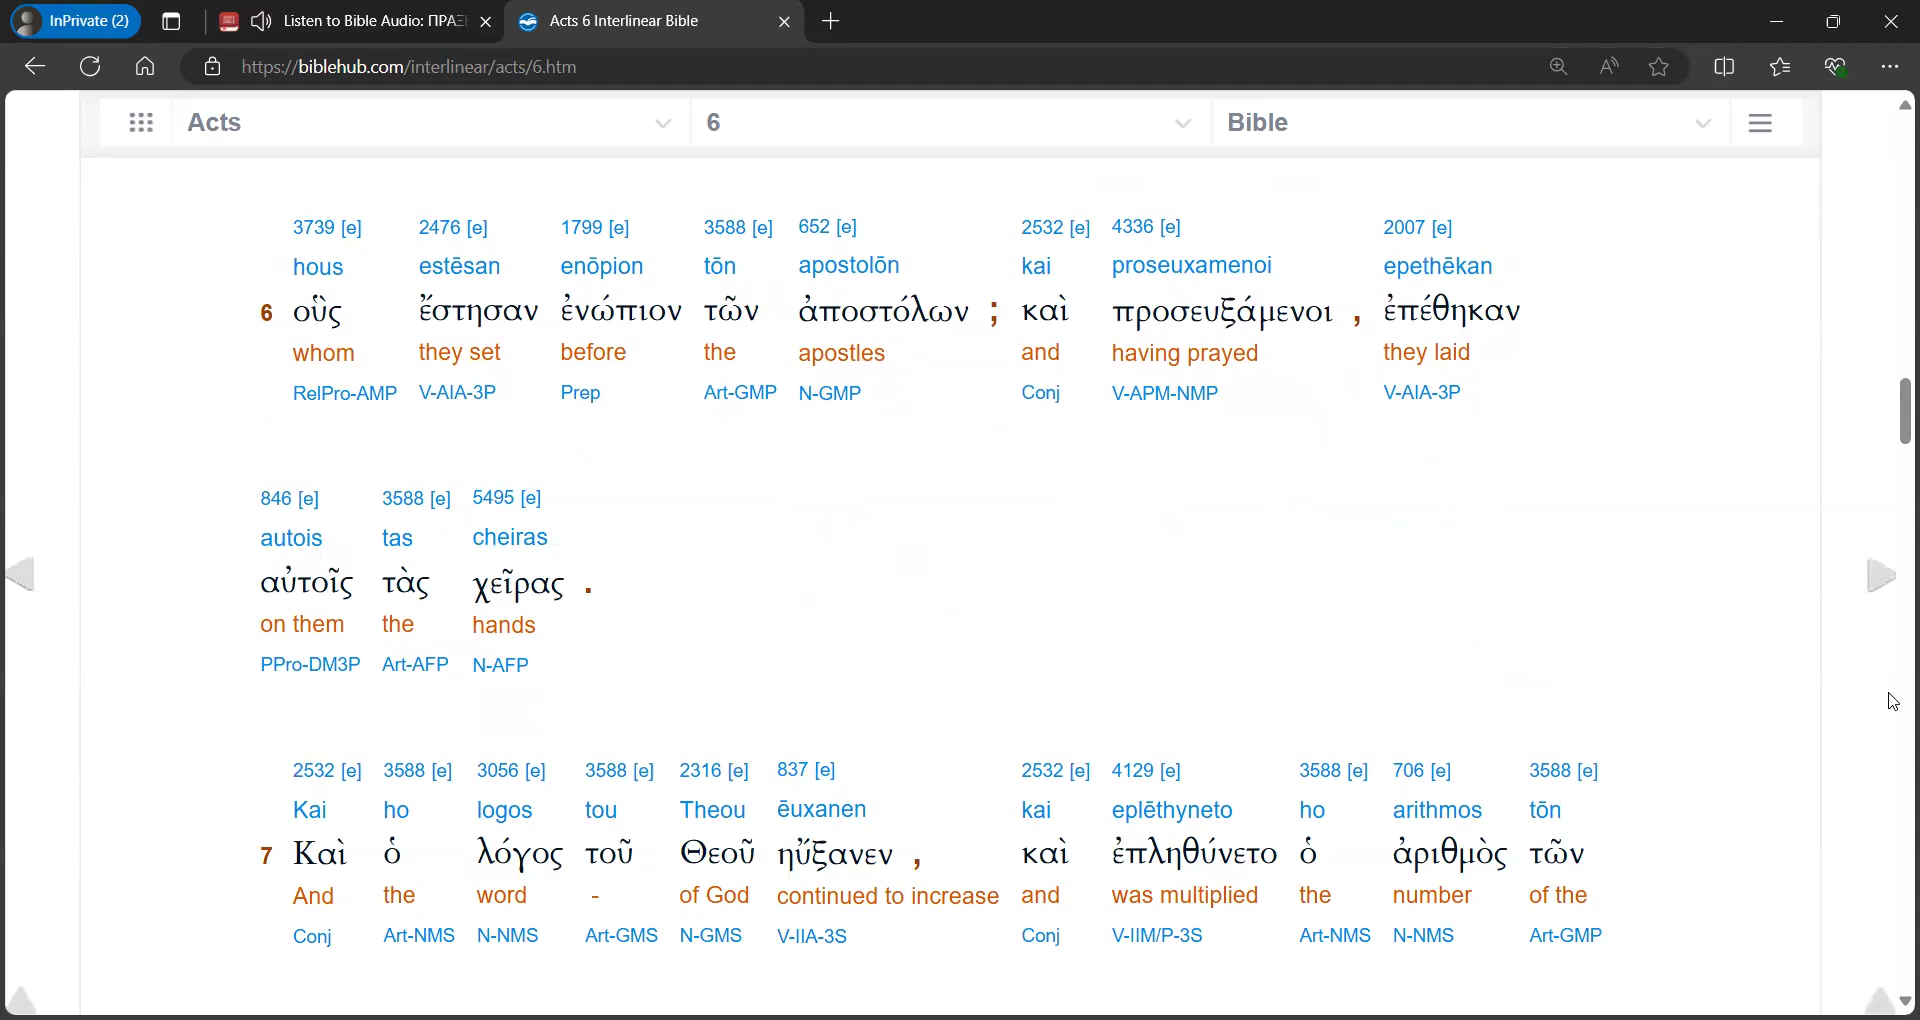 InPrivate (2) Listen to Bible Audio: ΠΡΑΞ Acts 6 Interlinear Bible
https://biblehub.com/interlinear/acts/6.htm
Acts 6 Bible
3739 [e] 2476 [e] 1799 [e] 3588 [e] 652 [e] 2532 [e] 4336 [e] 2007 [e]
hous estēsan enōpion tōn apostolōn kai proseuxamenoi epethēkan
6 οὓς ἔστησαν ἐνώπιον τῶν ἀποστόλων ; καὶ προσευξάμενοι , ἐπέθηκαν
whom they set before the apostles and having prayed they laid
RelPro-AMP V-AIA-3P Prep Art-GMP N-GMP Conj V-APM-NMP V-AIA-3P
846 [e] 3588 [e] 5495 [e]
autois tas cheiras
αὐτοῖς τὰς χεῖρας .
on them the hands
PPro-DM3P Art-AFP N-AFP
2532 [e] 3588 [e] 3056 [e] 3588 [e] 2316 [e] 837 [e] 2532 [e] 4129 [e] 3588 [e] 706 [e] 3588 [e]
Kai ho logos tou Theou ēuxanen kai eplēthyneto ho arithmos tōn
7 Καὶ ὁ λόγος τοῦ Θεοῦ ηὔξανεν , καὶ ἐπληθύνετο ὁ ἀριθμὸς τῶν
And the word - of God continued to increase and was multiplied the number of the
Conj Art-NMS N-NMS Art-GMS N-GMS V-IIA-3S Conj V-IIM/P-3S Art-NMS N-NMS Art-GMP